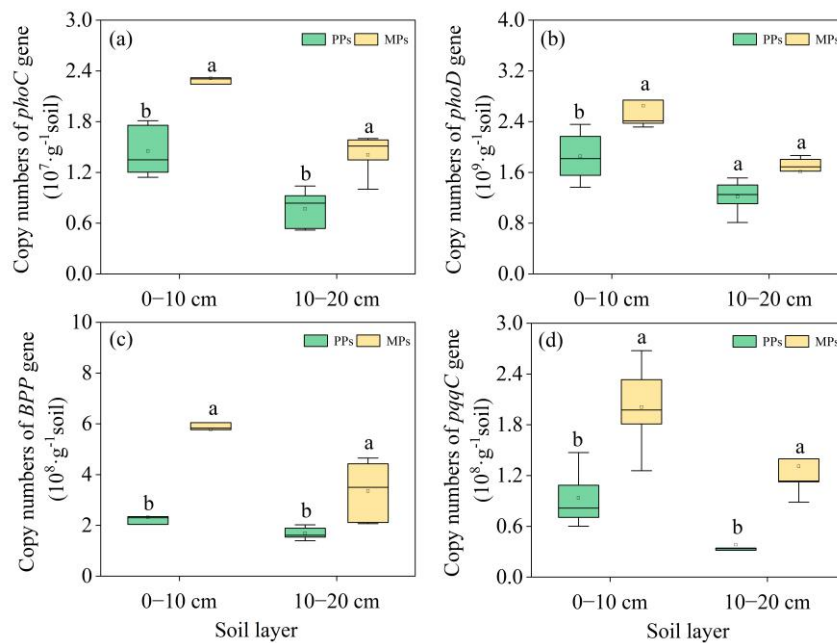 (a)
PPs MPs
Copy numbers of phoC gene
(10⁷·g⁻¹soil)
3.0
2.4
1.8
1.2
0.6
0.0
b
a
b
a
0−10 cm
10−20 cm
(b)
PPs MPs
Copy numbers of phoD gene
(10⁹·g⁻¹soil)
4.0
3.2
2.4
1.6
0.8
0.0
b
a
a
a
0−10 cm
10−20 cm
(c)
PPs MPs
Copy numbers of BPP gene
(10⁸·g⁻¹soil)
10
8
6
4
2
0
b
a
b
a
0−10 cm
10−20 cm
Soil layer
(d)
PPs MPs
Copy numbers of pqqC gene
(10⁸·g⁻¹soil)
3.0
2.4
1.8
1.2
0.6
0.0
b
a
b
a
0−10 cm
10−20 cm
Soil layer